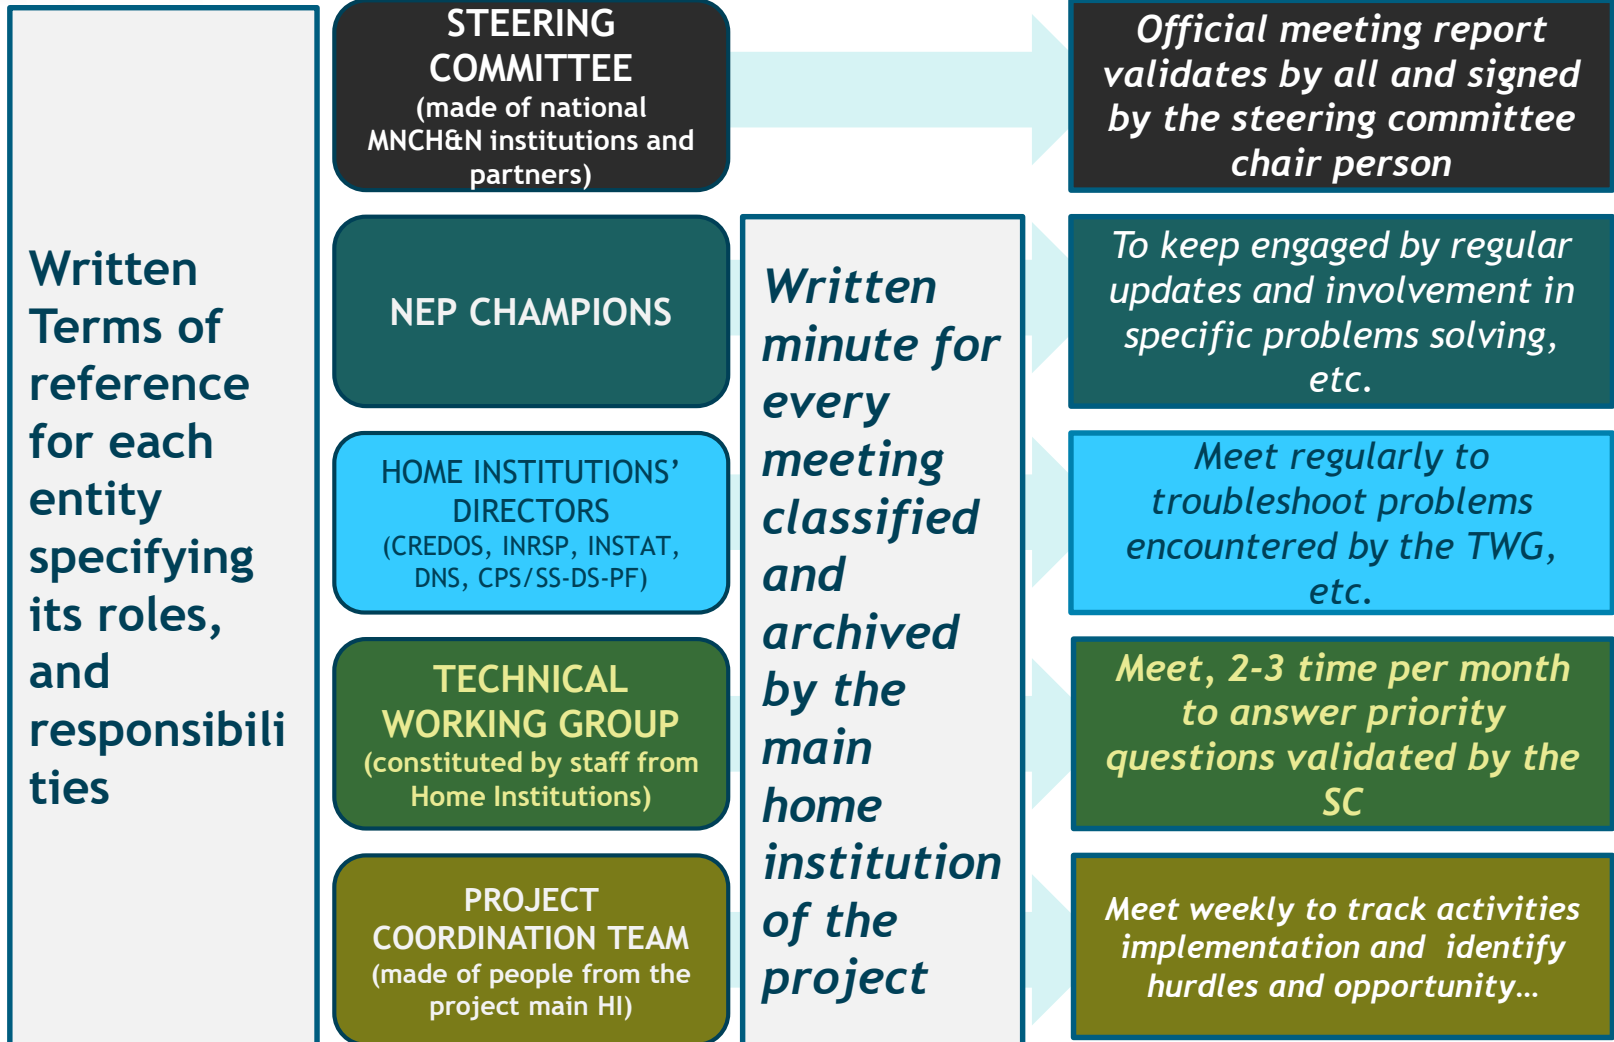 Written
Terms of
reference
for each
entity
specifying
its roles,
and
responsibili
ties
STEERING
COMMITTEE
(made of national
MNCH&N institutions and
partners)
Official meeting report
validates by all and signed
by the steering committee
chair person
NEP CHAMPIONS
Written
minute for
every
meeting
classified
and
archived
by the
main
home
institution
of the
project
To keep engaged by regular
updates and involvement in
specific problems solving,
etc.
HOME INSTITUTIONS’
DIRECTORS
(CREDOS, INRSP, INSTAT,
DNS, CPS/SS-DS-PF)
Meet regularly to
troubleshoot problems
encountered by the TWG,
etc.
TECHNICAL
WORKING GROUP
(constituted by staff from
Home Institutions)
Meet, 2-3 time per month
to answer priority
questions validated by the
SC
PROJECT
COORDINATION TEAM
(made of people from the
project main HI)
Meet weekly to track activities
implementation and identify
hurdles and opportunity…